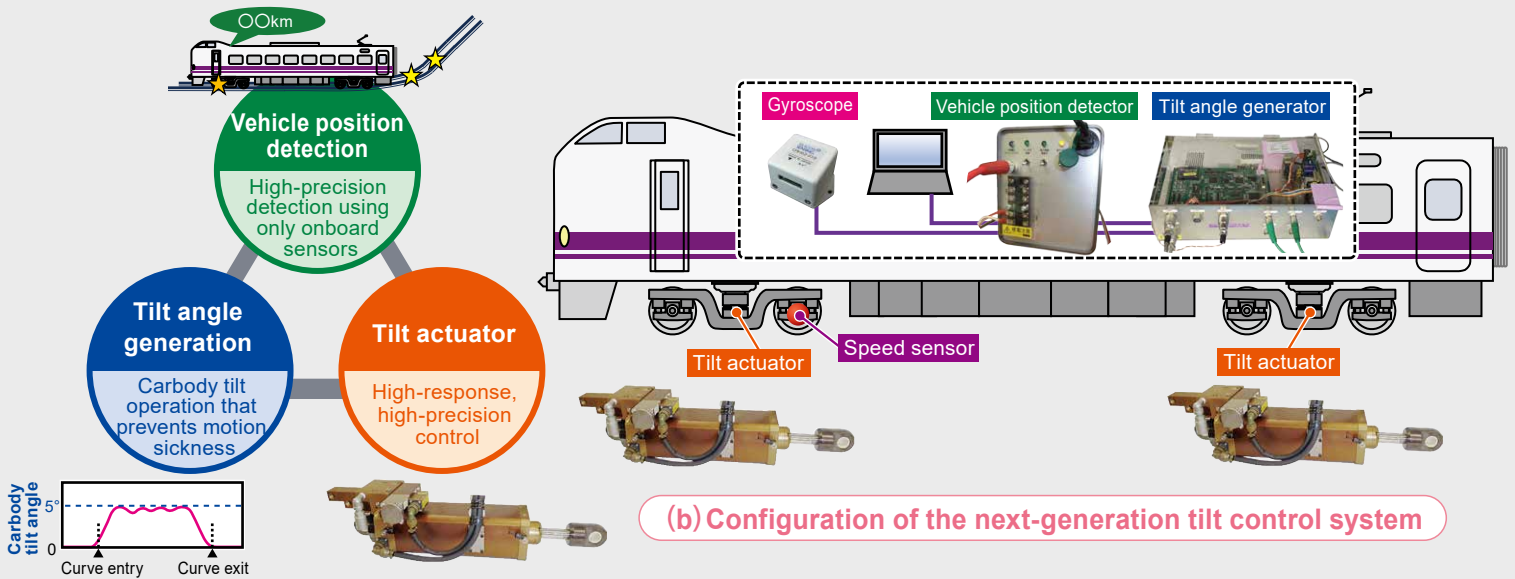 〇〇km
Vehicle position
detection
High-precision
detection using
only onboard
sensors
Tilt angle
generation
Carbody tilt
operation that
prevents motion
sickness
Tilt actuator
High-response,
high-precision
control
Carbody
tilt angle
5°
0
Curve entry
Curve exit
Gyroscope
Vehicle position detector
Tilt angle generator
Speed sensor
Tilt actuator
Tilt actuator
(b) Configuration of the next-generation tilt control system